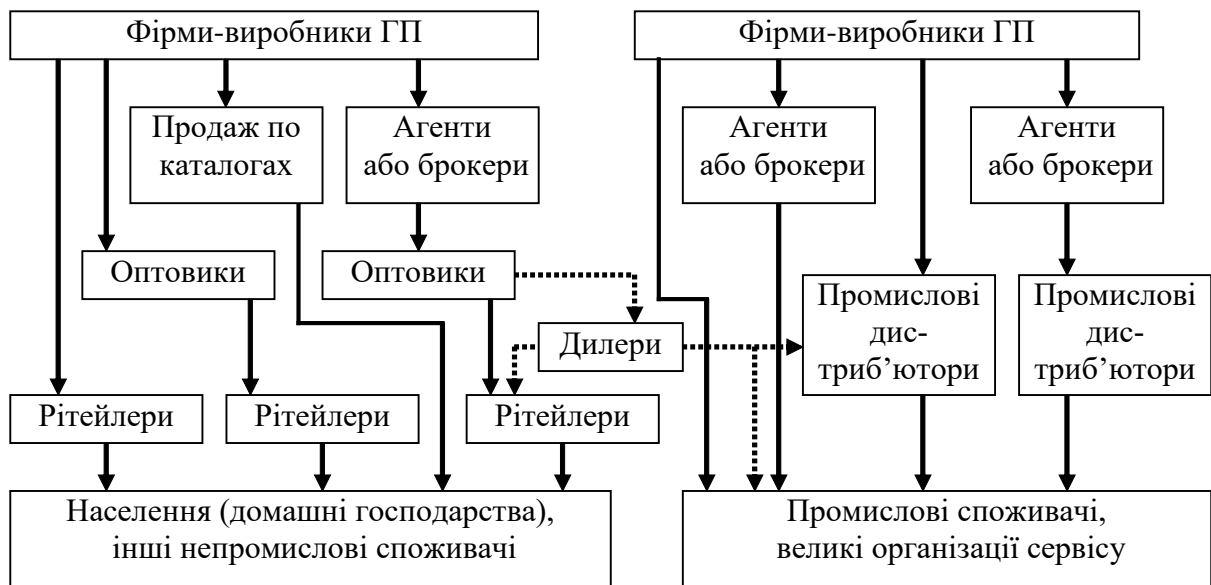 Фірми-виробники ГП
Фірми-виробники ГП
Продаж по
каталогах
Агенти
або брокери
Агенти
або брокери
Агенти
або брокери
Оптовики
Оптовики
Промислові
дис-
триб’ютори
Промислові
дис-
триб’ютори
Дилери
Рітейлери
Рітейлери
Рітейлери
Населення (домашні господарства),
інші непромислові споживачі
Промислові споживачі,
великі організації сервісу